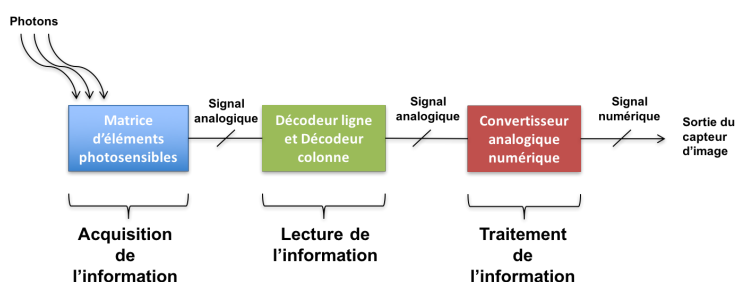 Photons
Matrice
d'éléments
photosensibles
Signal
analogique
Décodeur ligne
et Décodeur
colonne
Signal
analogique
Convertisseur
analogique
numérique
Signal
numérique
Sortie du
capteur
d'image
Acquisition
de
l'information
Lecture de
l'information
Traitement
de
l'information